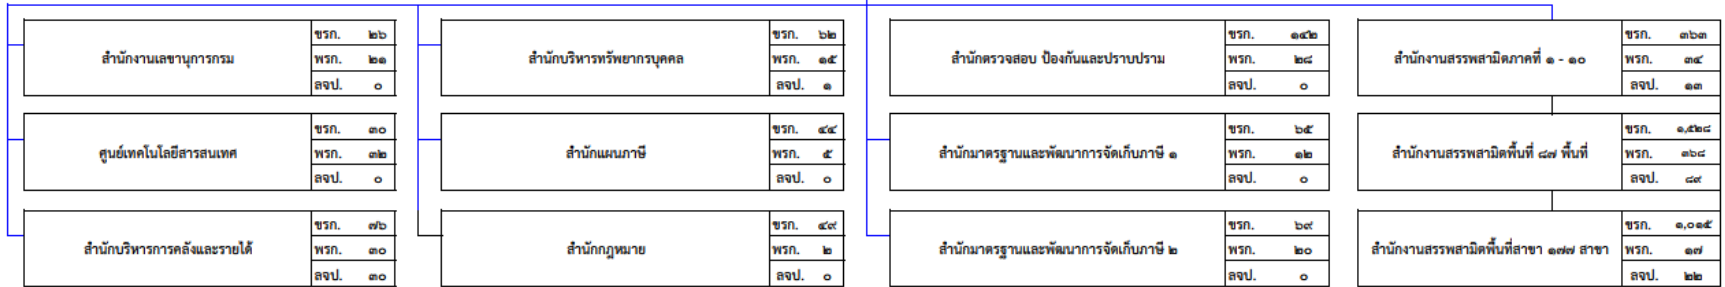 สำนักงานเลขานุการกรม
ขรก. ๒๖
พรก. ๒๑
ลจป. ๐
สำนักบริหารทรัพยากรบุคคล
ขรก. ๖๒
พรก. ๑๕
ลจป. ๑
สำนักตรวจสอบ ป้องกันและปราบปราม
ขรก. ๑๔๒
พรก. ๒๘
ลจป. ๐
สำนักงานสรรพสามิตภาคที่ ๑ - ๑๐
ขรก. ๓๖๓
พรก. ๓๔
ลจป. ๑๓
ศูนย์เทคโนโลยีสารสนเทศ
ขรก. ๓๐
พรก. ๓๒
ลจป. ๐
สำนักแผนภาษี
ขรก. ๔๔
พรก. ๕
ลจป. ๐
สำนักมาตรฐานและพัฒนาการจัดเก็บภาษี ๑
ขรก. ๖๕
พรก. ๑๒
ลจป. ๐
สำนักงานสรรพสามิตพื้นที่ ๘๗ พื้นที่
ขรก. ๑,๕๒๘
พรก. ๓๖๘
ลจป. ๘๙
สำนักบริหารการคลังและรายได้
ขรก. ๗๖
พรก. ๓๐
ลจป. ๓๐
สำนักกฎหมาย
ขรก. ๔๙
พรก. ๒
ลจป. ๐
สำนักมาตรฐานและพัฒนาการจัดเก็บภาษี ๒
ขรก. ๖๙
พรก. ๒๐
ลจป. ๐
สำนักงานสรรพสามิตพื้นที่สาขา ๑๗๗ สาขา
ขรก. ๑,๐๑๕
พรก. ๑๗
ลจป. ๒๒